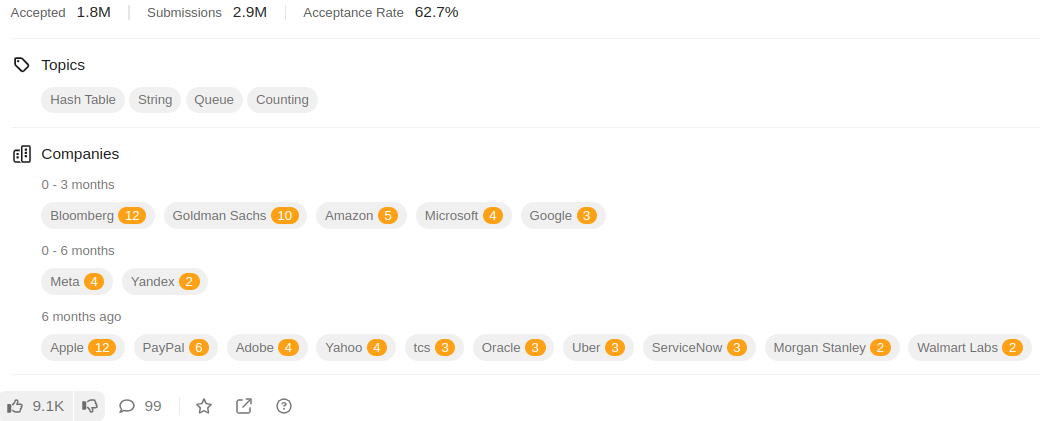 Accepted 1.8M Submissions 2.9M Acceptance Rate 62.7%
Topics
Hash Table String Queue Counting
Companies
0 - 3 months
Bloomberg 12 Goldman Sachs 10 Amazon 5 Microsoft 4 Google 3
0 - 6 months
Meta 4 Yandex 2
6 months ago
Apple 12 PayPal 6 Adobe 4 Yahoo 4 tcs 3 Oracle 3 Uber 3 ServiceNow 3 Morgan Stanley 2 Walmart Labs 2
9.1K 99